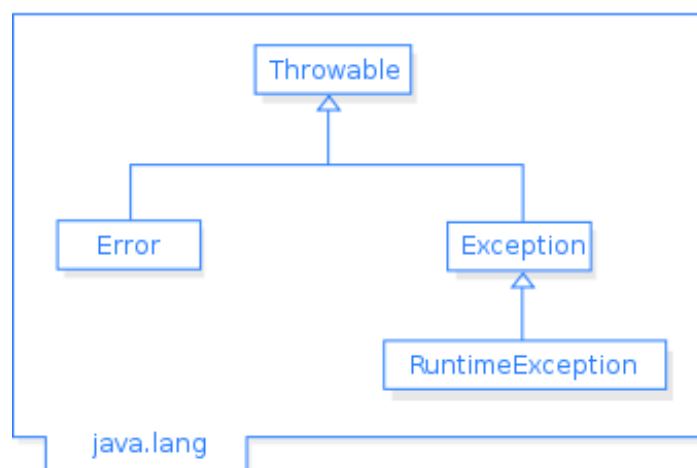 Throwable
Error
Exception
RuntimeException
java.lang